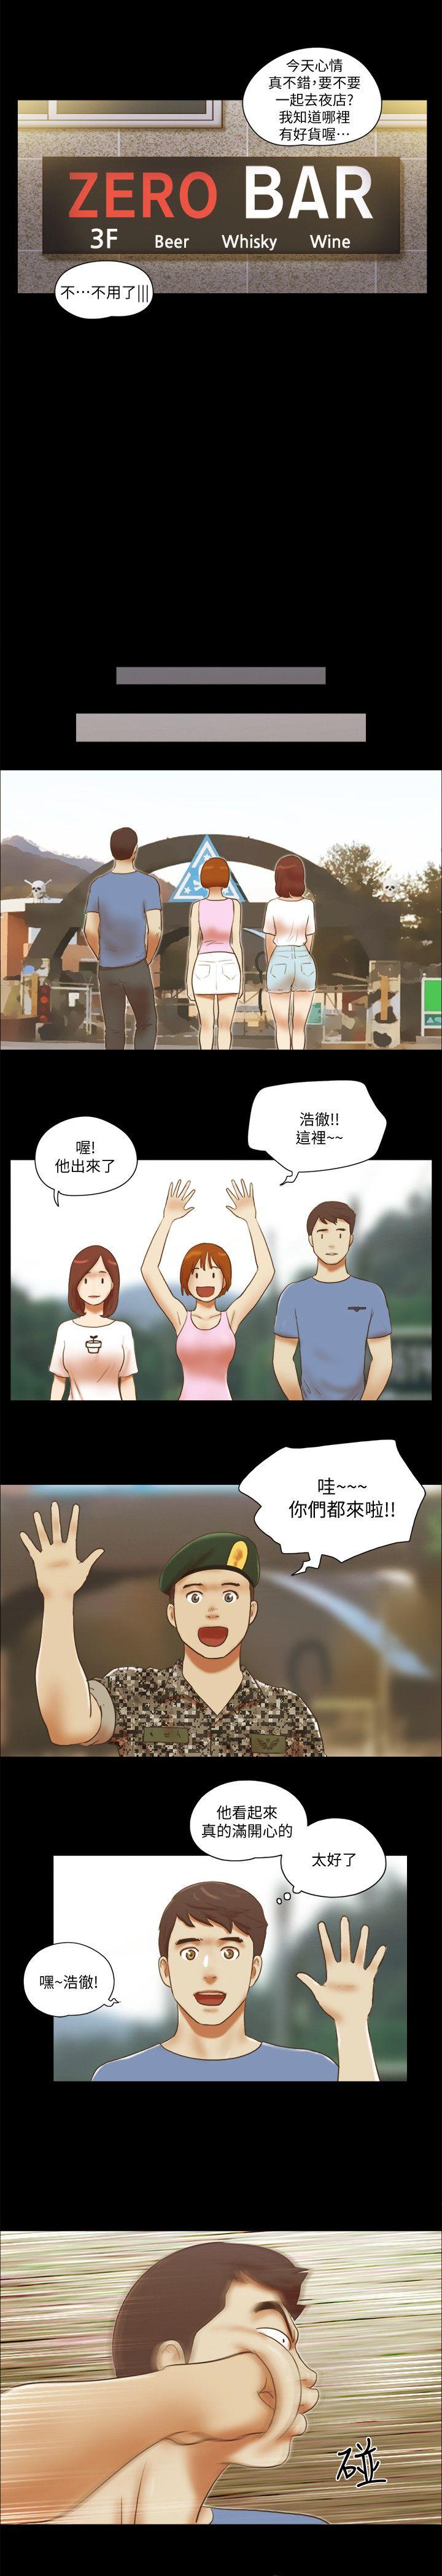 今天心情
真不錯，要不要
一起去夜店?
我知道哪裡
有好貨喔…
ZERO BAR
3F Beer Whisky Wine
不…不用了|||
浩徹!!
這裡~~
喔!
他出來了
哇~~~
你們都來啦!!
他看起來
真的滿開心的
太好了
嘿~浩徹!
碰